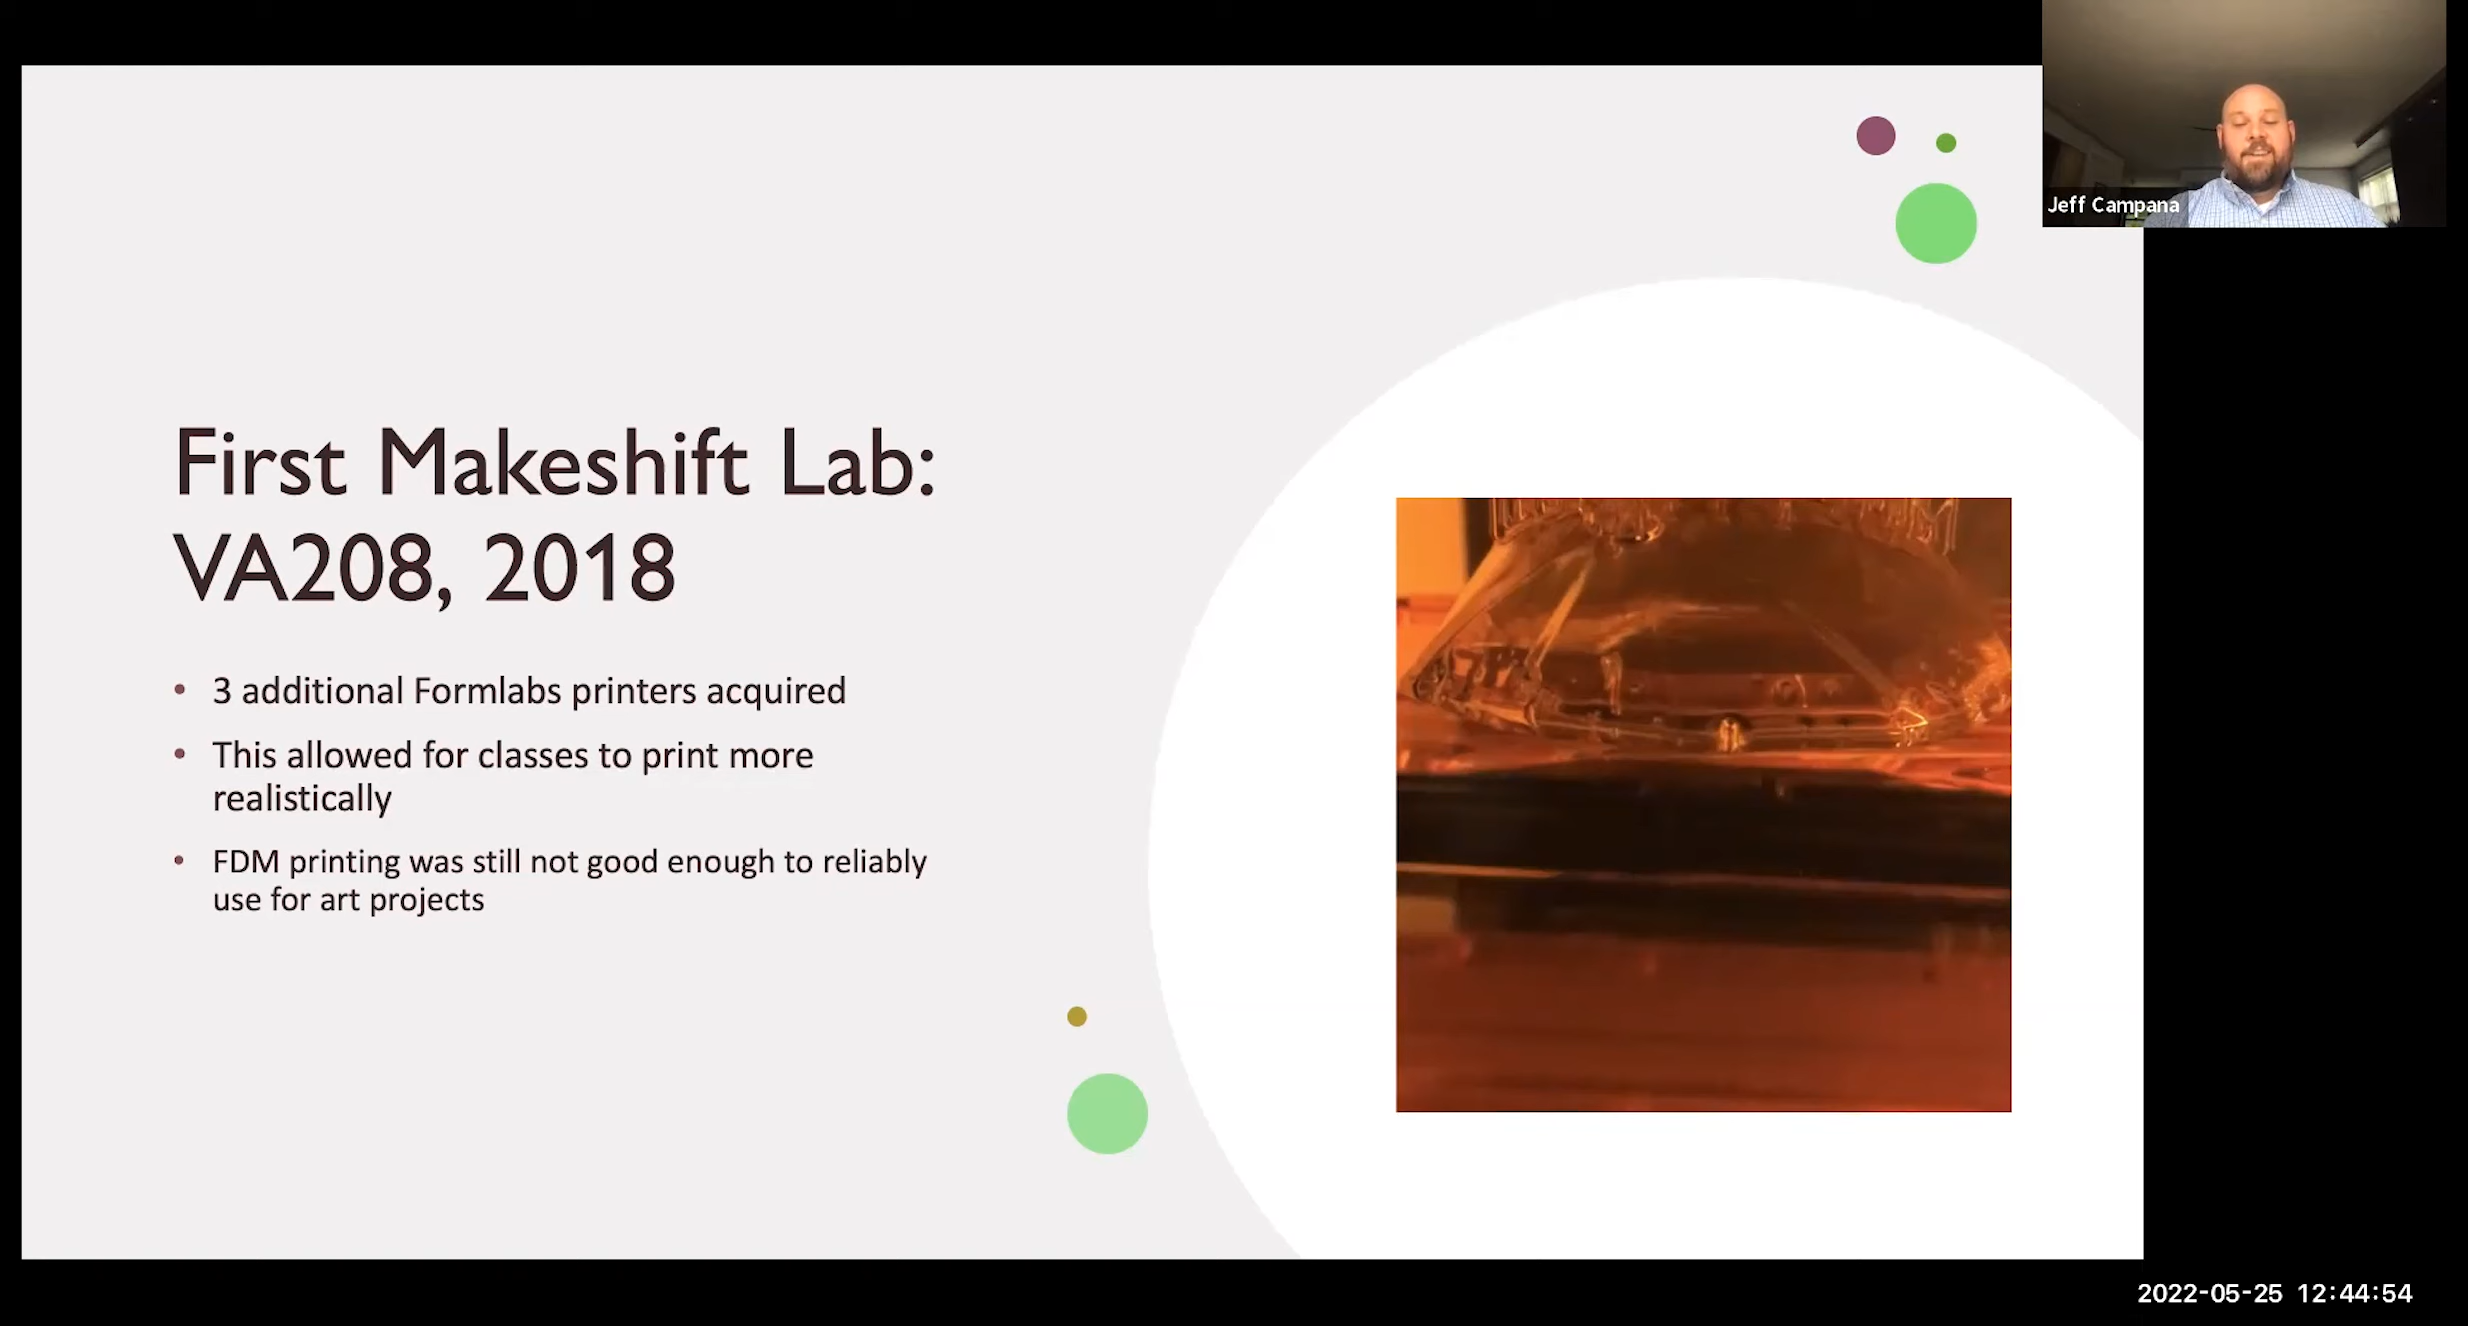 Jeff Campana
First Makeshift Lab:
VA208, 2018
• 3 additional Formlabs printers acquired
• This allowed for classes to print more
realistically
• FDM printing was still not good enough to reliably
use for art projects
2022-05-25 12:44:54